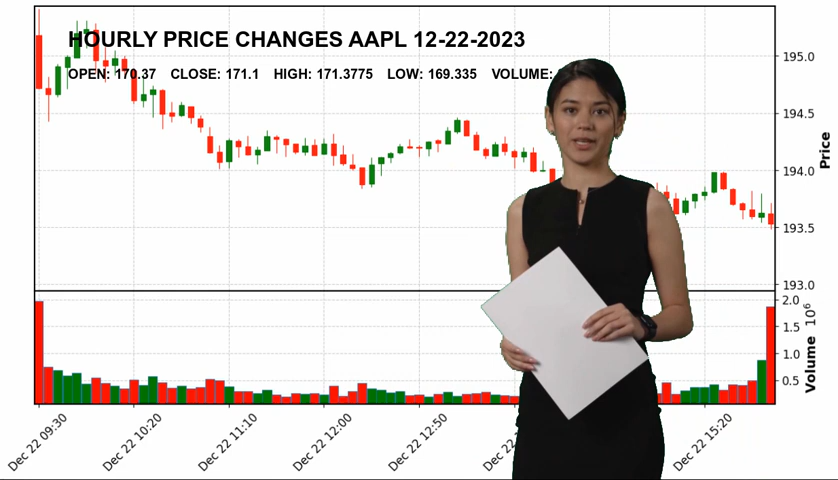 HOURLY PRICE CHANGES AAPL 12-22-2023
OPEN: 170.37 CLOSE: 171.1 HIGH: 171.3775 LOW: 169.335 VOLUME:
195.0
194.5
194.0
193.5
193.0
Price
2.0
1.5
1.0
0.5
Volume 10^6
Dec 22 09:30
Dec 22 10:20
Dec 22 11:10
Dec 22 12:00
Dec 22 12:50
Dec 22 15:20